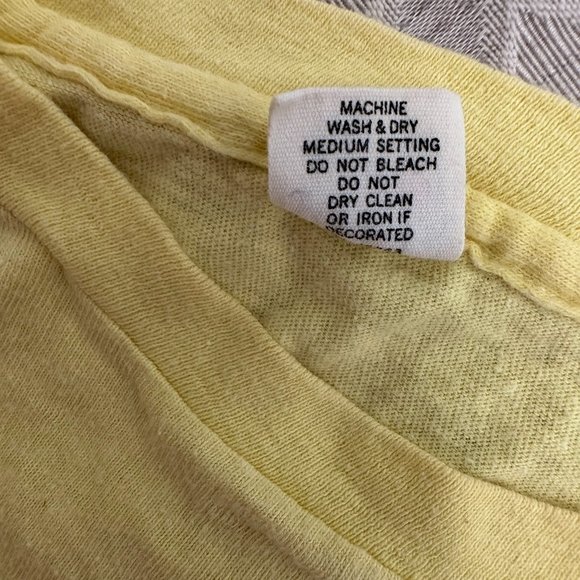 MACHINE
WASH & DRY
MEDIUM SETTING
DO NOT BLEACH
DO NOT
DRY CLEAN
OR IRON IF
DECORATED